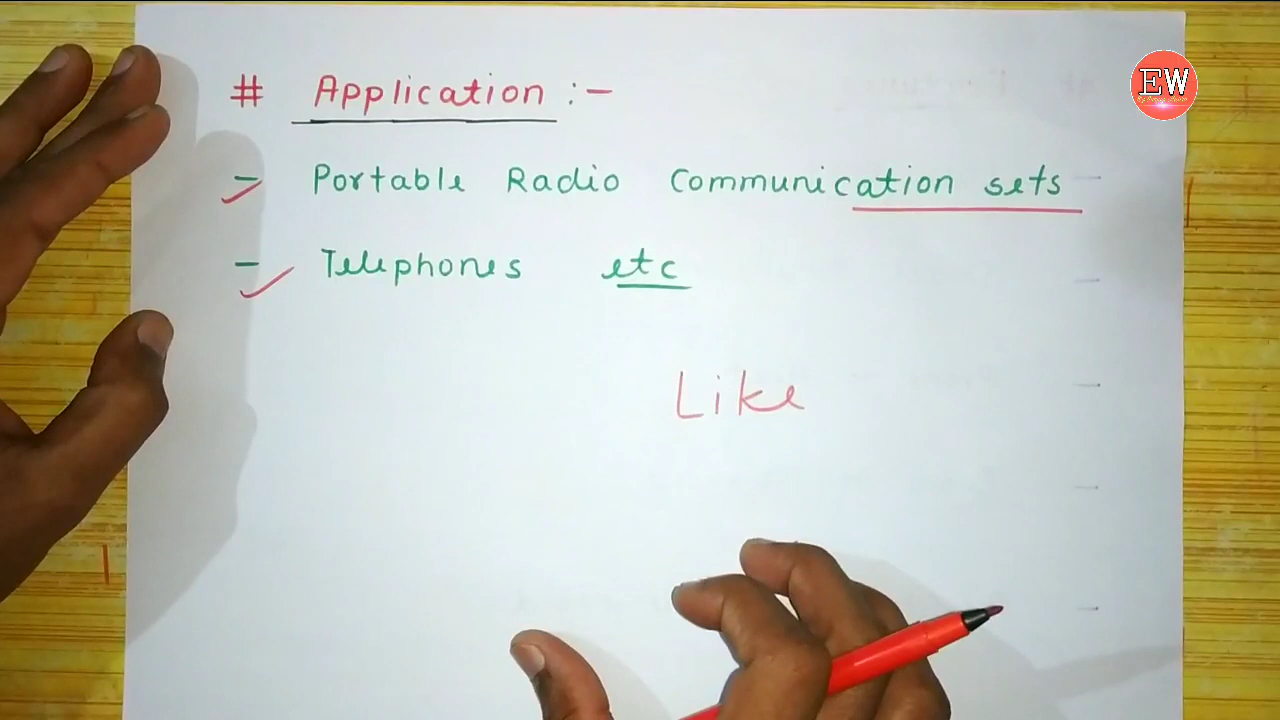 # Application :-
EW
- Portable Radio Communication sets
- Telephones etc
Like